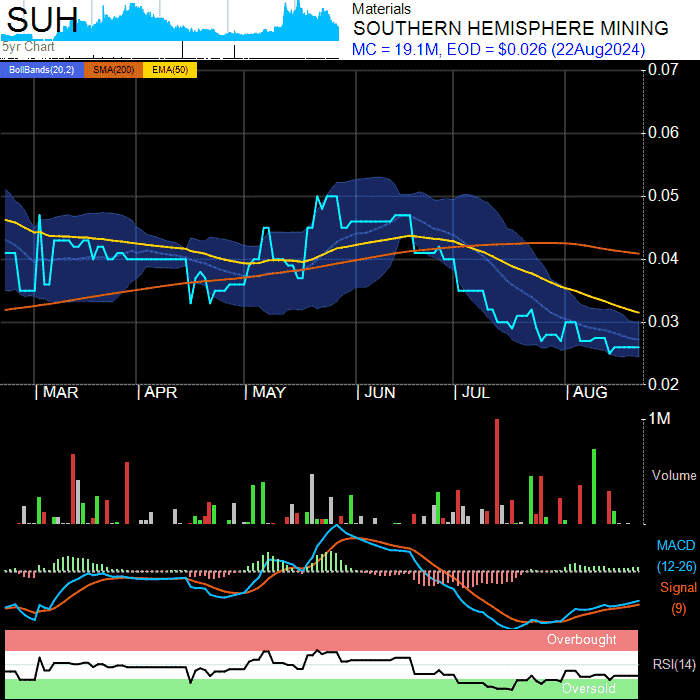 SUH
5yr Chart
Materials
SOUTHERN HEMISPHERE MINING
MC = 19.1M, EOD = $0.026 (22Aug2024)
BollBands(20,2) SMA(200) EMA(50)
0.07
0.06
0.05
0.04
0.03
0.02
MAR APR MAY JUN JUL AUG
1M
Volume
MACD
(12-26)
Signal
(9)
Overbought
RSI(14)
Oversold